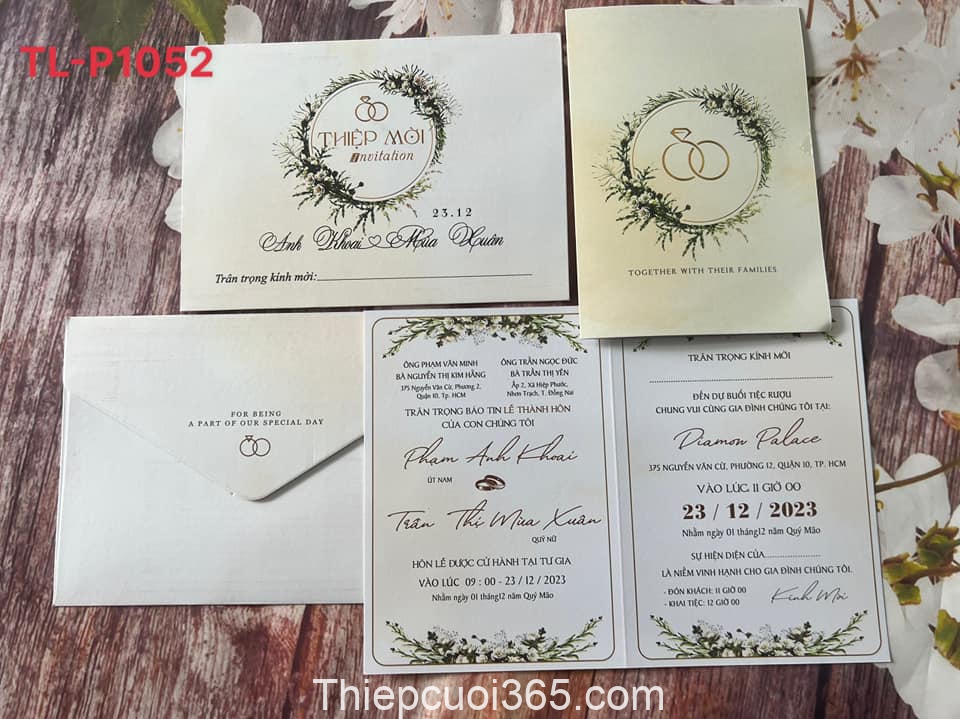 TL-P1052
THIỆP MỜI
Invitation
23.12
Anh Khoai Mùa Xuân
Trân trọng kính mời:
TOGETHER WITH THEIR FAMILIES
FOR BEING
A PART OF OUR SPECIAL DAY
ÔNG PHẠM VĂN MINH
BÀ NGUYỄN THỊ KIM HẰNG
375 Nguyễn Văn Cừ, Phường 2,
Quận 10, Tp. HCM
ÔNG TRẦN NGỌC ĐỨC
BÀ TRẦN THỊ YẾN
Ấp 2, Xã Hiệp Phước,
Nhơn Trạch, T. Đồng Nai
TRÂN TRỌNG BÁO TIN LỄ THÀNH HÔN
CỦA CON CHÚNG TÔI
Phạm Anh Khoai
ÚT NAM
Trần Thị Mùa Xuân
QUÝ NỮ
HÔN LỄ ĐƯỢC CỬ HÀNH TẠI TƯ GIA
VÀO LÚC 09 : 00 - 23 / 12 / 2023
Nhằm ngày 01 tháng12 năm Quý Mão
TRÂN TRỌNG KÍNH MỜI
ĐẾN DỰ BUỔI TIỆC RƯỢU
CHUNG VUI CÙNG GIA ĐÌNH CHÚNG TÔI TẠI:
Diamon Palace
375 NGUYỄN VĂN CỪ, PHƯỜNG 12, QUẬN 10, TP. HCM
VÀO LÚC 11 GIỜ 00
23 / 12 / 2023
Nhằm ngày 01 tháng12 năm Quý Mão
SỰ HIỆN DIỆN CỦA....................
LÀ NIỀM VINH HẠNH CHO GIA ĐÌNH CHÚNG TÔI.
- ĐÓN KHÁCH: 11 GIỜ 00
- KHAI TIỆC: 12 GIỜ 00
Kính Mời
Thiepcuoi365.com